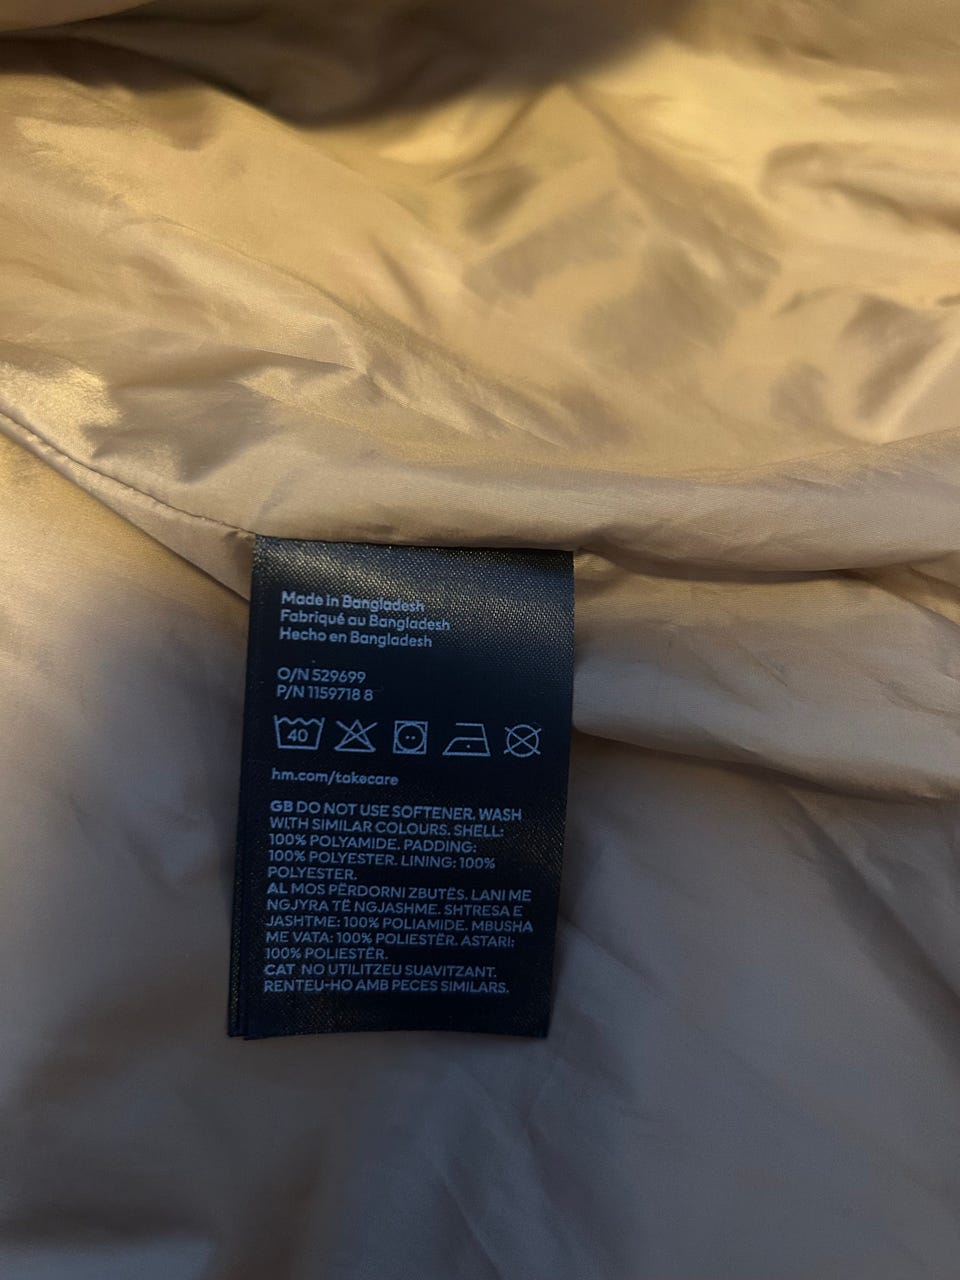 Made in Bangladesh
Fabriqué au Bangladesh
Hecho en Bangladesh
O/N 529699
P/N 1159718 8
40
hm.com/takecare
GB DO NOT USE SOFTENER. WASH
WITH SIMILAR COLOURS. SHELL:
100% POLYAMIDE. PADDING:
100% POLYESTER. LINING: 100%
POLYESTER.
AL MOS PËRDORNI ZBUTËS. LANI ME
NGJYRA TË NGJASHME. SHTRESA E
JASHTME: 100% POLIAMIDE. MBUSHA
ME VATA: 100% POLIESTËR. ASTARI:
100% POLIESTËR.
CAT NO UTILITZEU SUAVITZANT.
RENTEU-HO AMB PECES SIMILARS.